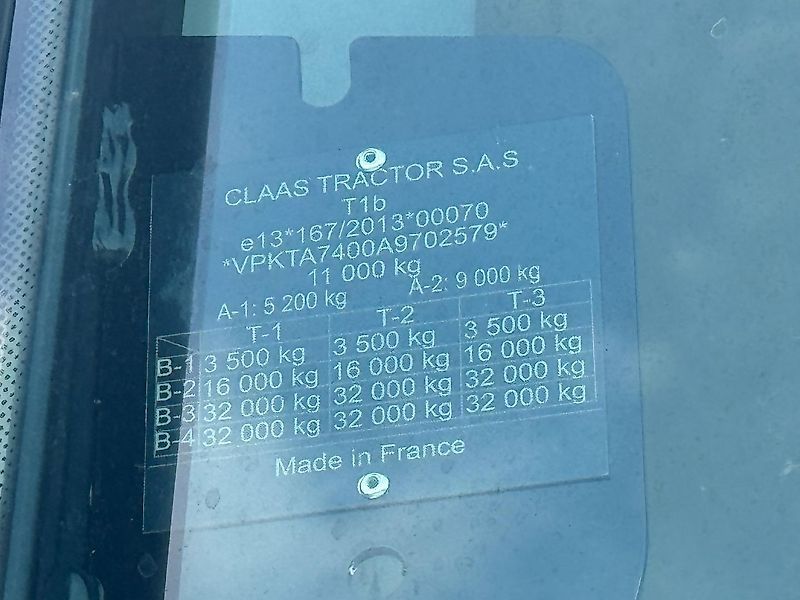 CLAAS TRACTOR S.A.S
T1b
e13*167/2013*00070
*VPKTA7400A9702579*
11 000 kg
A-1: 5 200 kg A-2: 9 000 kg
T-1 T-2 T-3
B-1 3 500 kg 3 500 kg 3 500 kg
B-2 16 000 kg 16 000 kg 16 000 kg
B-3 32 000 kg 32 000 kg 32 000 kg
B-4 32 000 kg 32 000 kg 32 000 kg
Made in France